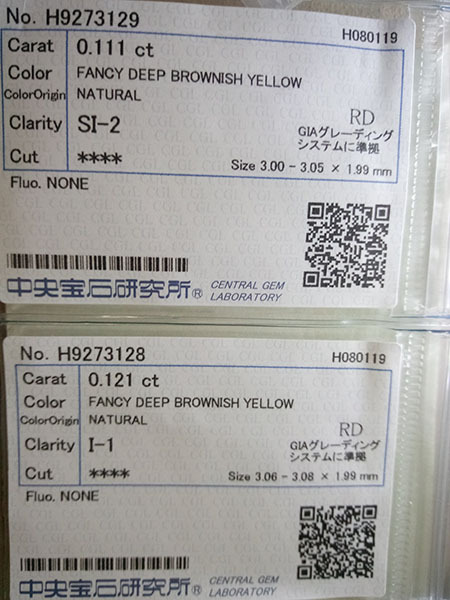 No. H9273129 H080119
Carat 0.111 ct
Color FANCY DEEP BROWNISH YELLOW
ColorOrigin NATURAL
Clarity SI-2
RD
GIAグレーディング
システムに準拠
Cut ****
Size 3.00 - 3.05 × 1.99 mm
Fluo. NONE
中央宝石研究所® CENTRAL GEM
LABORATORY
No. H9273128 H080119
Carat 0.121 ct
Color FANCY DEEP BROWNISH YELLOW
ColorOrigin NATURAL
Clarity I-1
RD
GIAグレーディング
システムに準拠
Cut ****
Size 3.06 - 3.08 × 1.99 mm
Fluo. NONE
中央宝石研究所® CENTRAL GEM
LABORATORY